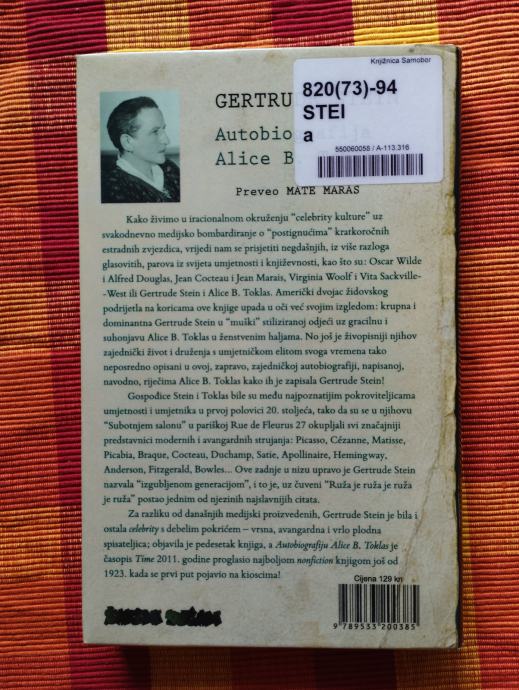 Knjižnica Samobor
820(73)-94
STEI
a
550060058 / A-113.316
GERTRUDE STEIN
Autobiografija
Alice B.
Preveo MATE MARAS
Kako živimo u iracionalnom okruženju "celebrity kulture" uz
svakodnevno medijsko bombardiranje o "postignućima" kratkoročnih
estradnih zvjezdica, vrijedi nam se prisjetiti negdašnjih, iz više razloga
glasovitih, parova iz svijeta umjetnosti i književnosti, kao što su: Oscar Wilde
i Alfred Douglas, Jean Cocteau i Jean Marais, Virginia Woolf i Vita Sackville-
-West ili Gertrude Stein i Alice B. Toklas. Američki dvojac židovskog
podrijetla na koricama ove knjige upada u oči već svojim izgledom: krupna i
dominantna Gertrude Stein u "muški" stiliziranoj odjeći uz gracilnu i
suhonjavu Alice B. Toklas u ženstvenim haljama. No još je živopisniji njihov
zajednički život i druženja s umjetničkom elitom svoga vremena tako
neposredno opisani u ovoj, zapravo, zajedničkoj autobiografiji, napisanoj,
navodno, riječima Alice B. Toklas kako ih je zapisala Gertrude Stein!
Gospođice Stein i Toklas bile su među najpoznatijim pokroviteljicama
umjetnosti i umjetnika u prvoj polovici 20. stoljeća, tako da su se u njihovu
"Subotnjem salonu" u pariškoj Rue de Fleurus 27 okupljali svi značajniji
predstavnici modernih i avangardnih strujanja: Picasso, Cézanne, Matisse,
Picabia, Braque, Cocteau, Duchamp, Satie, Apollinaire, Hemingway,
Anderson, Fitzgerald, Bowles... Ove zadnje u nizu upravo je Gertrude Stein
nazvala "izgubljenom generacijom", i to je, uz čuveni "Ruža je ruža je ruža
je ruža" postao jednim od njezinih najslavnijih citata.
Za razliku od današnjih medijski proizvedenih, Gertrude Stein je bila i
ostala celebrity s debelim pokrićem – vrsna, avangardna i vrlo plodna
spisateljica; objavila je pedesetak knjiga, a Autobiografiju Alice B. Toklas je
časopis Time 2011. godine proglasio najboljom nonfiction knjigom još od
1923. kada se prvi put pojavio na kioscima!
Cijena 129 kn
9 789533 200385